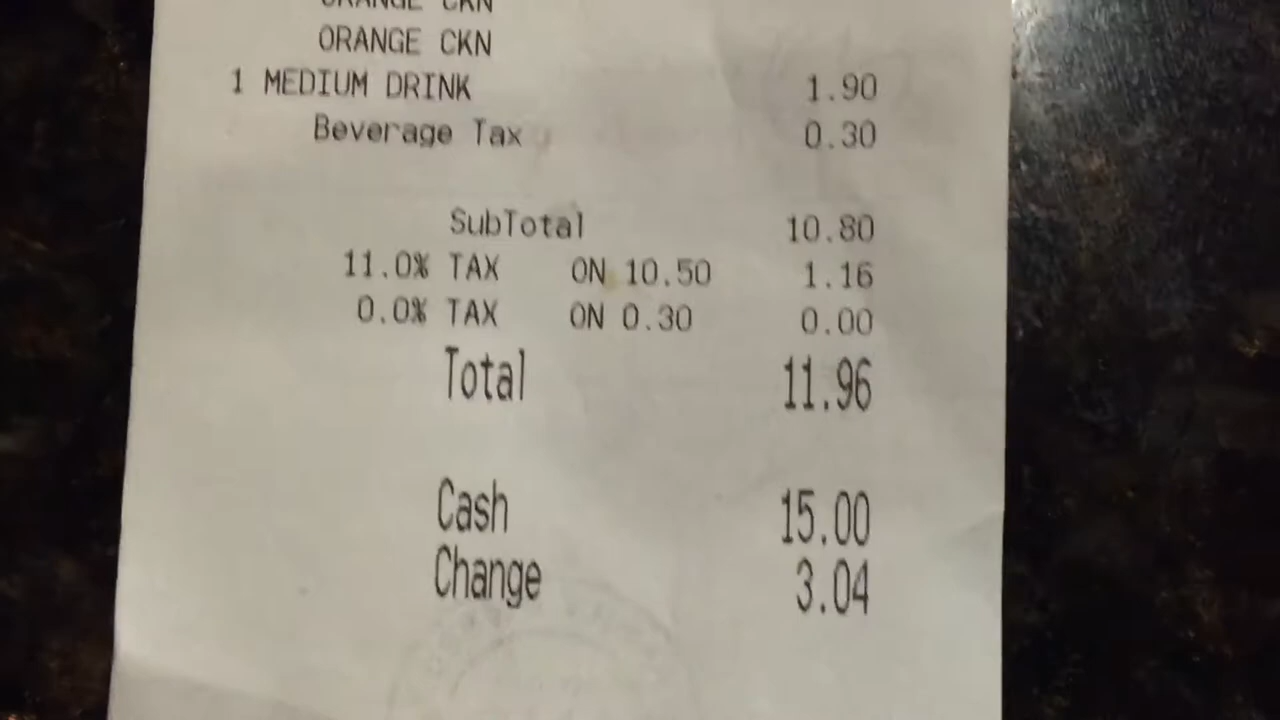 ORANGE CKN
ORANGE CKN
1 MEDIUM DRINK 1.90
Beverage Tax 0.30
SubTotal 10.80
11.0% TAX ON 10.50 1.16
0.0% TAX ON 0.30 0.00
Total 11.96
Cash 15.00
Change 3.04